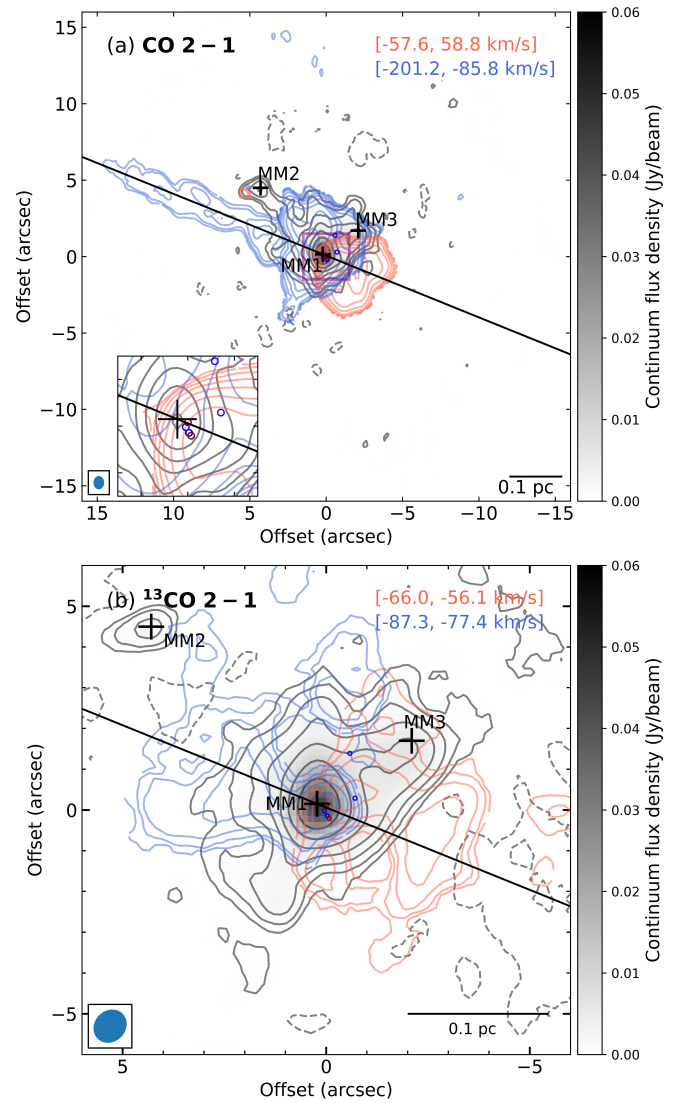 (a) CO 2 − 1
[-57.6, 58.8 km/s]
[-201.2, -85.8 km/s]
MM2
MM3
MM1
0.1 pc
15
10
5
0
−5
−10
−15
Offset (arcsec)
15 10 5 0 −5 −10 −15
Offset (arcsec)
0.06
0.05
0.04
0.03
0.02
0.01
0.00
Continuum flux density (Jy/beam)
(b) ¹³CO 2 − 1
[-66.0, -56.1 km/s]
[-87.3, -77.4 km/s]
MM2
MM3
MM1
0.1 pc
5
0
−5
Offset (arcsec)
5 0 −5
Offset (arcsec)
0.06
0.05
0.04
0.03
0.02
0.01
0.00
Continuum flux density (Jy/beam)